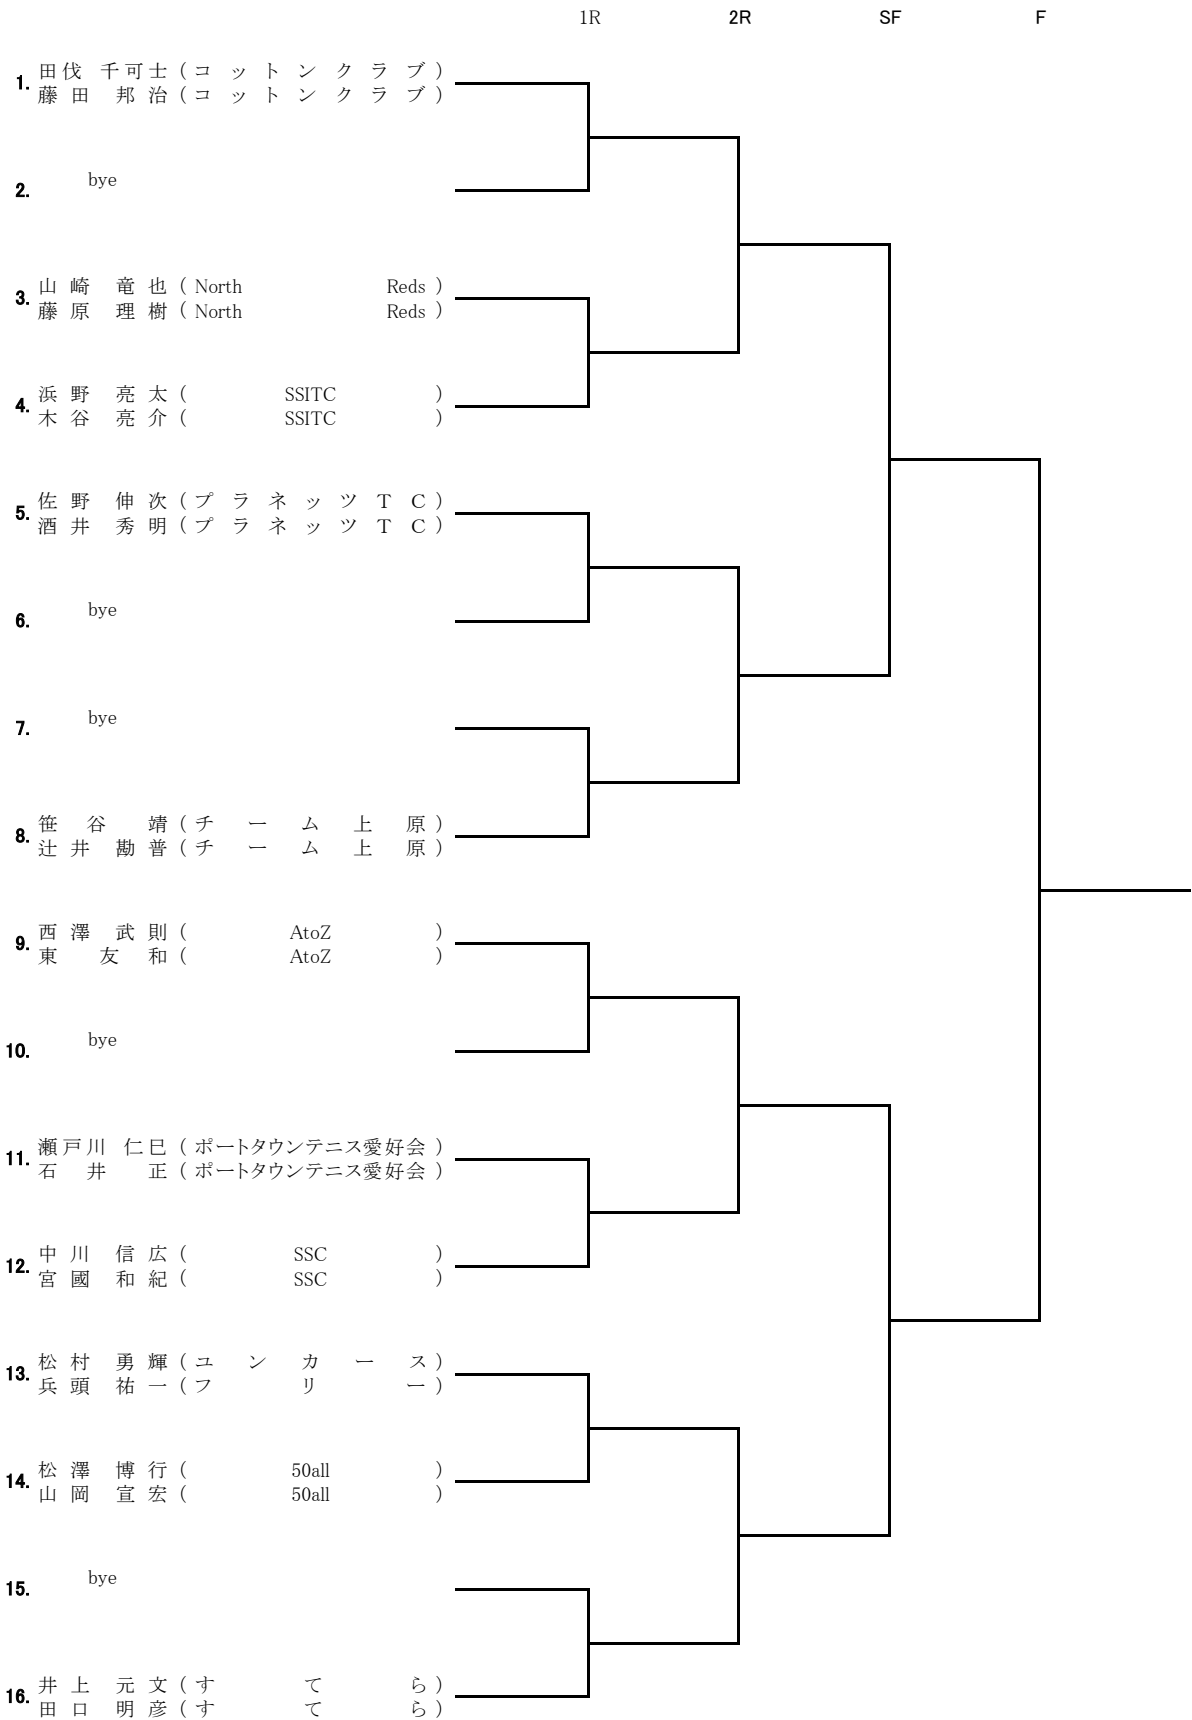 1R 2R SF F
1. 田伐 千可士 ( コットンクラブ )
藤田 邦治 ( コットンクラブ )
2. bye
3. 山崎 竜也 ( North Reds )
藤原 理樹 ( North Reds )
4. 浜野 亮太 ( SSITC )
木谷 亮介 ( SSITC )
5. 佐野 伸次 ( プラネッツTC )
酒井 秀明 ( プラネッツTC )
6. bye
7. bye
8. 笹谷 靖 ( チーム上原 )
辻井 勘普 ( チーム上原 )
9. 西澤 武則 ( AtoZ )
東 友和 ( AtoZ )
10. bye
11. 瀬戸川 仁巳 ( ポートタウンテニス愛好会 )
石井 正 ( ポートタウンテニス愛好会 )
12. 中川 信広 ( SSC )
宮國 和紀 ( SSC )
13. 松村 勇輝 ( ユンカース )
兵頭 祐一 ( フリー )
14. 松澤 博行 ( 50all )
山岡 宣宏 ( 50all )
15. bye
16. 井上 元文 ( すてら )
田口 明彦 ( すてら )